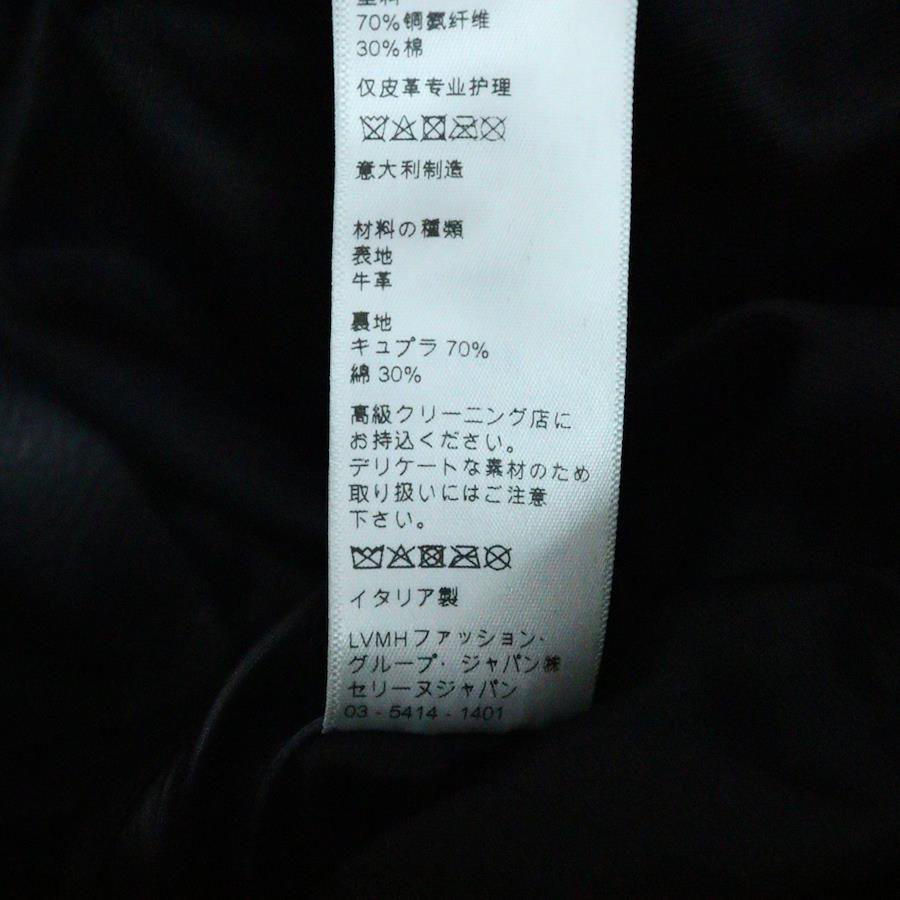 70%铜氨纤维
30%棉
仅皮革专业护理
意大利制造
材料の種類
表地
牛革
裏地
キュプラ 70%
綿 30%
高級クリーニング店に
お持込ください。
デリケートな素材のため
取り扱いにはご注意
下さい。
イタリア製
LVMHファッション·
グループ· ジャパン㈱
セリーヌジャパン
03 - 5414 - 1401